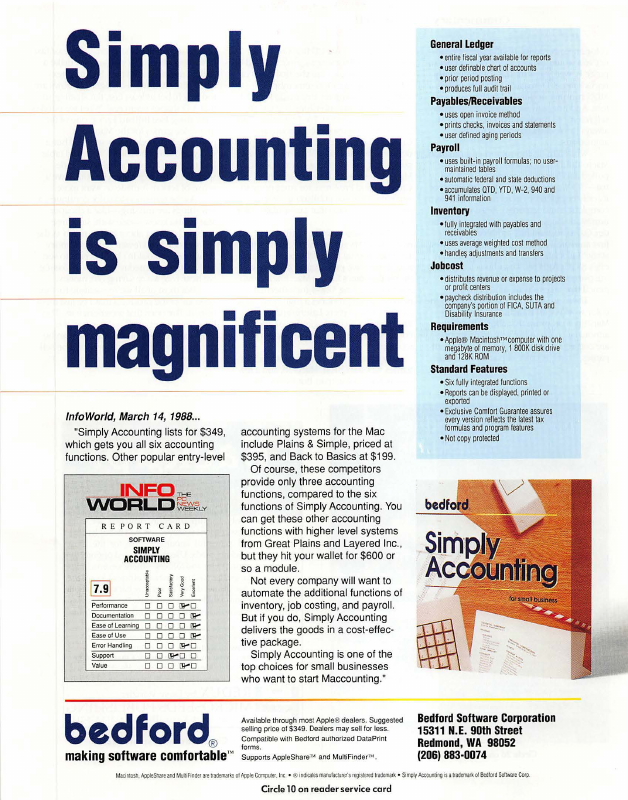 Simply
Accounting
is simply
magnificent
General Ledger
• entire fiscal year available for reports
• user definable chart of accounts
• prior period posting
• produces full audit trail
Payables/Receivables
• uses open invoice method
• prints checks, invoices and statements
• user defined aging periods
Payroll
• uses built-in payroll formulas; no user-
maintained tables
• automatic federal and state deductions
• accumulates QTD, YTD, W-2, 940 and
941 information
Inventory
• fully integrated with payables and
receivables
• uses average weighted cost method
• handles adjustments and transfers
Jobcost
• distributes revenue or expense to projects
or profit centers
• paycheck distribution includes the
company's portion of FICA, SUTA and
Disability Insurance
Requirements
• Apple® Macintosh™ computer with one
megabyte of memory, 1 800K disk drive
and 128K ROM
Standard Features
• Six fully integrated functions
• Reports can be displayed, printed or
exported
• Exclusive Comfort Guarantee assures
every version reflects the latest tax
formulas and program features
• Not copy protected
InfoWorld, March 14, 1988...
"Simply Accounting lists for $349,
which gets you all six accounting
functions. Other popular entry-level
accounting systems for the Mac
include Plains & Simple, priced at
$395, and Back to Basics at $199.
Of course, these competitors
provide only three accounting
functions, compared to the six
functions of Simply Accounting. You
can get these other accounting
functions with higher level systems
from Great Plains and Layered Inc.,
but they hit your wallet for $600 or
so a module.
Not every company will want to
automate the additional functions of
inventory, job costing, and payroll.
But if you do, Simply Accounting
delivers the goods in a cost-effec-
tive package.
Simply Accounting is one of the
top choices for small businesses
who want to start Maccounting."
INFO
WORLD
THE
PC
NEWS
WEEKLY
REPORT CARD
SOFTWARE
SIMPLY
ACCOUNTING
7.9
Unacceptable
Poor
Satisfactory
Very Good
Excellent
Performance
Documentation
Ease of Learning
Ease of Use
Error Handling
Support
Value
bedford
Simply
Accounting
for small business
bedford®
making software comfortable™
Available through most Apple® dealers. Suggested
selling price of $349. Dealers may sell for less.
Compatible with Bedford authorized DataPrint
forms.
Supports AppleShare™ and MultiFinder™.
Bedford Software Corporation
15311 N.E. 90th Street
Redmond, WA 98052
(206) 883-0074
Macintosh, AppleShare and MultiFinder are trademarks of Apple Computer, Inc. • ® indicates manufacturer's registered trademark • Simply Accounting is a trademark of Bedford Software Corp.
Circle 10 on reader service card